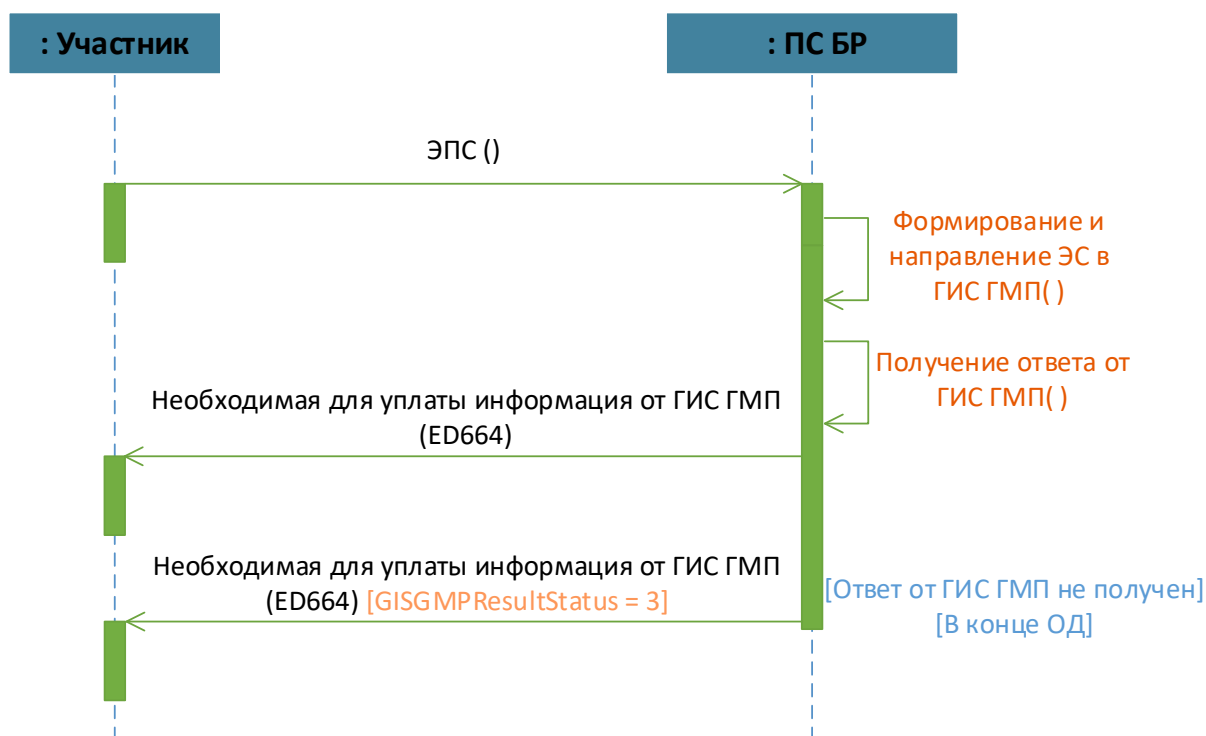 : Участник
: ПС БР
ЭПС ()
Формирование и
направление ЭС в
ГИС ГМП( )
Получение ответа от
ГИС ГМП( )
Необходимая для уплаты информация от ГИС ГМП
(ED664)
Необходимая для уплаты информация от ГИС ГМП
(ED664) [GISGMPResultStatus = 3]
[Ответ от ГИС ГМП не получен]
[В конце ОД]